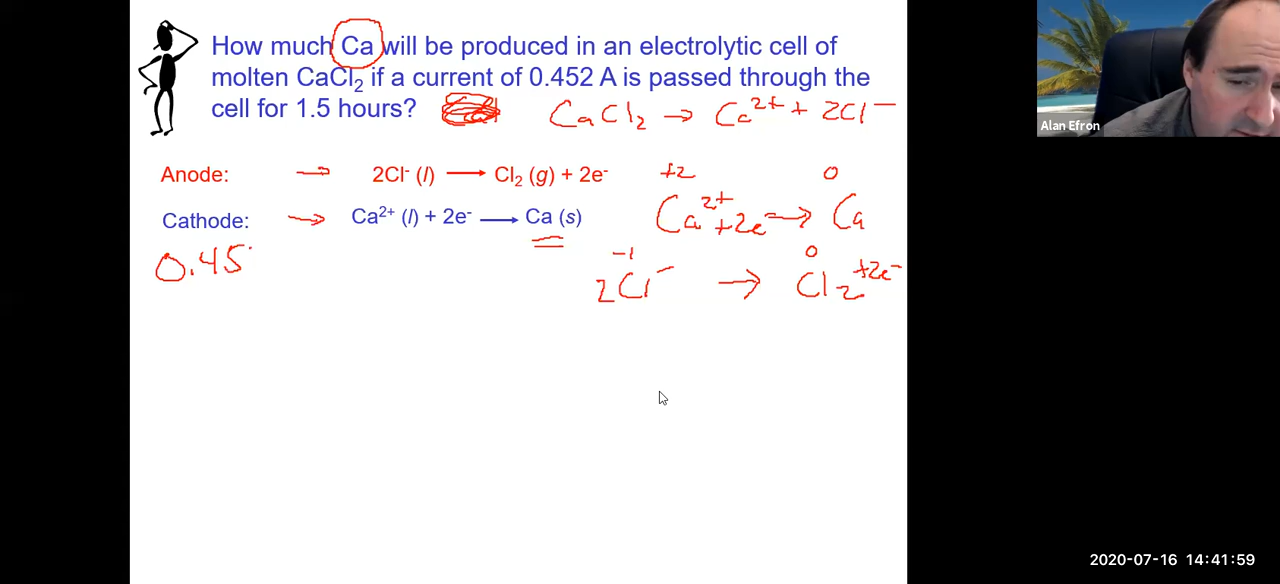 How much Ca will be produced in an electrolytic cell of
molten CaCl₂ if a current of 0.452 A is passed through the
cell for 1.5 hours?
CaCl₂ → Ca²⁺ + 2Cl⁻
Alan Efron
Anode: → 2Cl⁻ (l) → Cl₂ (g) + 2e⁻
Cathode: → Ca²⁺ (l) + 2e⁻ → Ca (s)
+2 0
Ca²⁺ + 2e⁻ → Ca
0.45
-1 0
2Cl⁻ → Cl₂ + 2e⁻
2020-07-16 14:41:59